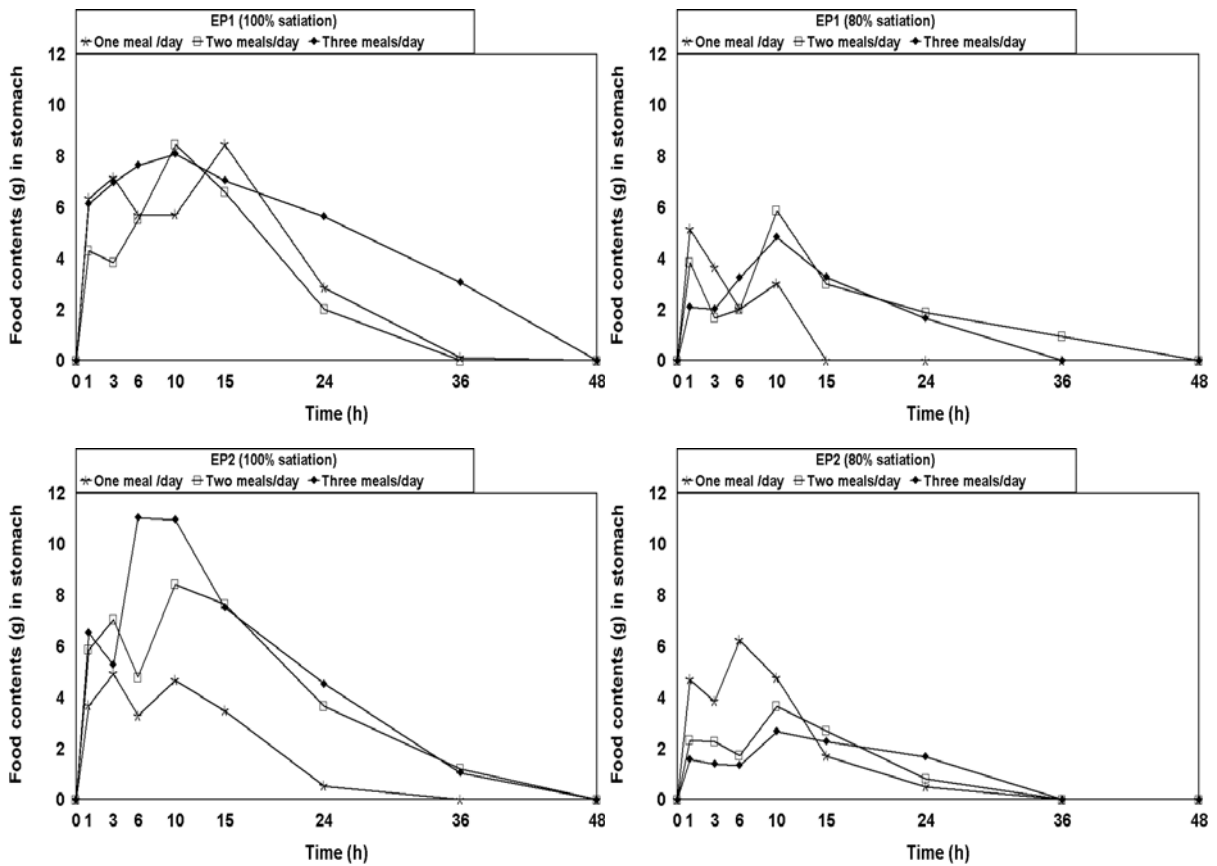 EP1 (100% satiation)
One meal /day Two meals/day Three meals/day
12
10
8
6
4
2
0
Food contents (g) in stomach
0 1 3 6 10 15 24 36 48
Time (h)
EP1 (80% satiation)
One meal /day Two meals/day Three meals/day
12
10
8
6
4
2
0
Food contents (g) in stomach
0 1 3 6 10 15 24 36 48
Time (h)
EP2 (100% satiation)
One meal /day Two meals/day Three meals/day
12
10
8
6
4
2
0
Food contents (g) in stomach
0 1 3 6 10 15 24 36 48
Time (h)
EP2 (80% satiation)
One meal /day Two meals/day Three meals/day
12
10
8
6
4
2
0
Food contents (g) in stomach
0 1 3 6 10 15 24 36 48
Time (h)